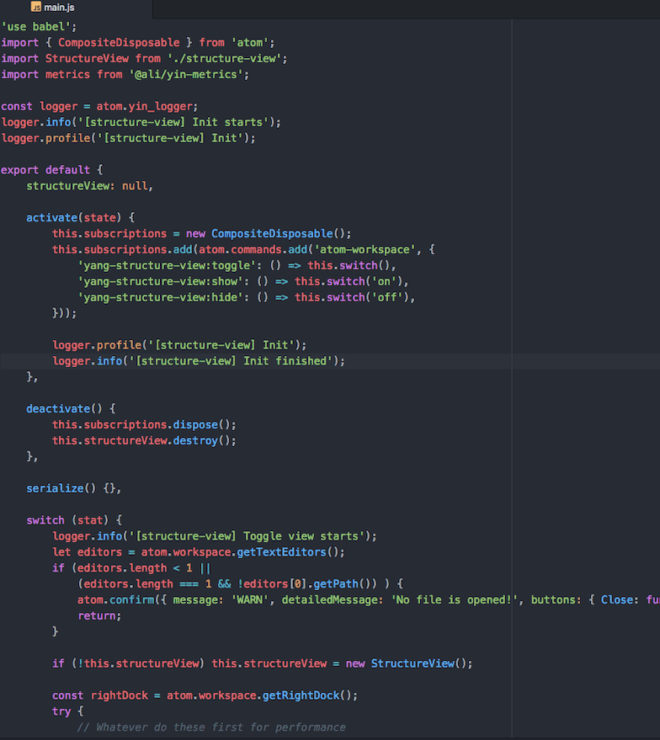 JS main.js
'use babel';
import { CompositeDisposable } from 'atom';
import StructureView from './structure-view';
import metrics from '@ali/yin-metrics';

const logger = atom.yin_logger;
logger.info('[structure-view] Init starts');
logger.profile('[structure-view] Init');

export default {
    structureView: null,

    activate(state) {
        this.subscriptions = new CompositeDisposable();
        this.subscriptions.add(atom.commands.add('atom-workspace', {
            'yang-structure-view:toggle': () => this.switch(),
            'yang-structure-view:show': () => this.switch('on'),
            'yang-structure-view:hide': () => this.switch('off'),
        }));

        logger.profile('[structure-view] Init');
        logger.info('[structure-view] Init finished');
    },

    deactivate() {
        this.subscriptions.dispose();
        this.structureView.destroy();
    },

    serialize() {},

    switch (stat) {
        logger.info('[structure-view] Toggle view starts');
        let editors = atom.workspace.getTextEditors();
        if (editors.length < 1 ||
            (editors.length === 1 && !editors[0].getPath()) ) {
            atom.confirm({ message: 'WARN', detailedMessage: 'No file is opened!', buttons: { Close: fu
            return;
        }

        if (!this.structureView) this.structureView = new StructureView();

        const rightDock = atom.workspace.getRightDock();
        try {
            // Whatever do these first for performance